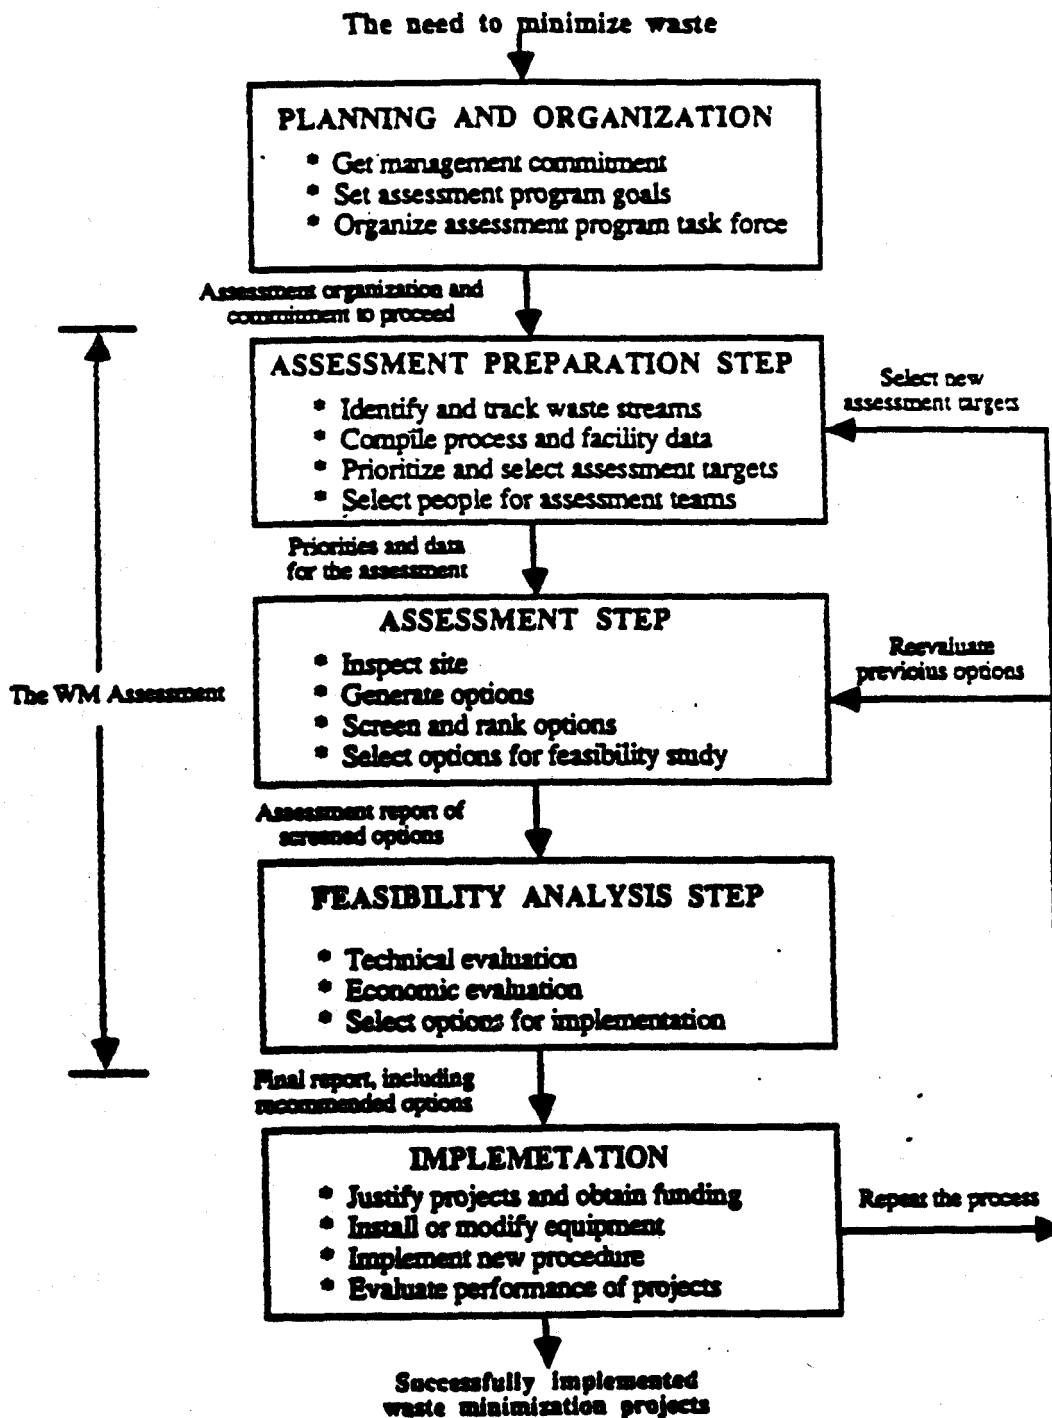 The need to minimize waste
PLANNING AND ORGANIZATION
* Get management commitment
* Set assessment program goals
* Organize assessment program task force
Assessment organization and
commitment to proceed
ASSESSMENT PREPARATION STEP
* Identify and track waste streams
* Compile process and facility data
* Prioritize and select assessment targets
* Select people for assessment teams
Select new
assessment targets
Priorities and data
for the assessment
ASSESSMENT STEP
* Inspect site
* Generate options
* Screen and rank options
* Select options for feasibility study
Reevaluate
previoius options
The WM Assessment
Assessment report of
screened options
FEASIBILITY ANALYSIS STEP
* Technical evaluation
* Economic evaluation
* Select options for implementation
Final report, including
recommended options
IMPLEMETATION
* Justify projects and obtain funding
* Install or modify equipment
* Implement new procedure
* Evaluate performance of projects
Repeat the process
Successfully implemented
waste minimization projects